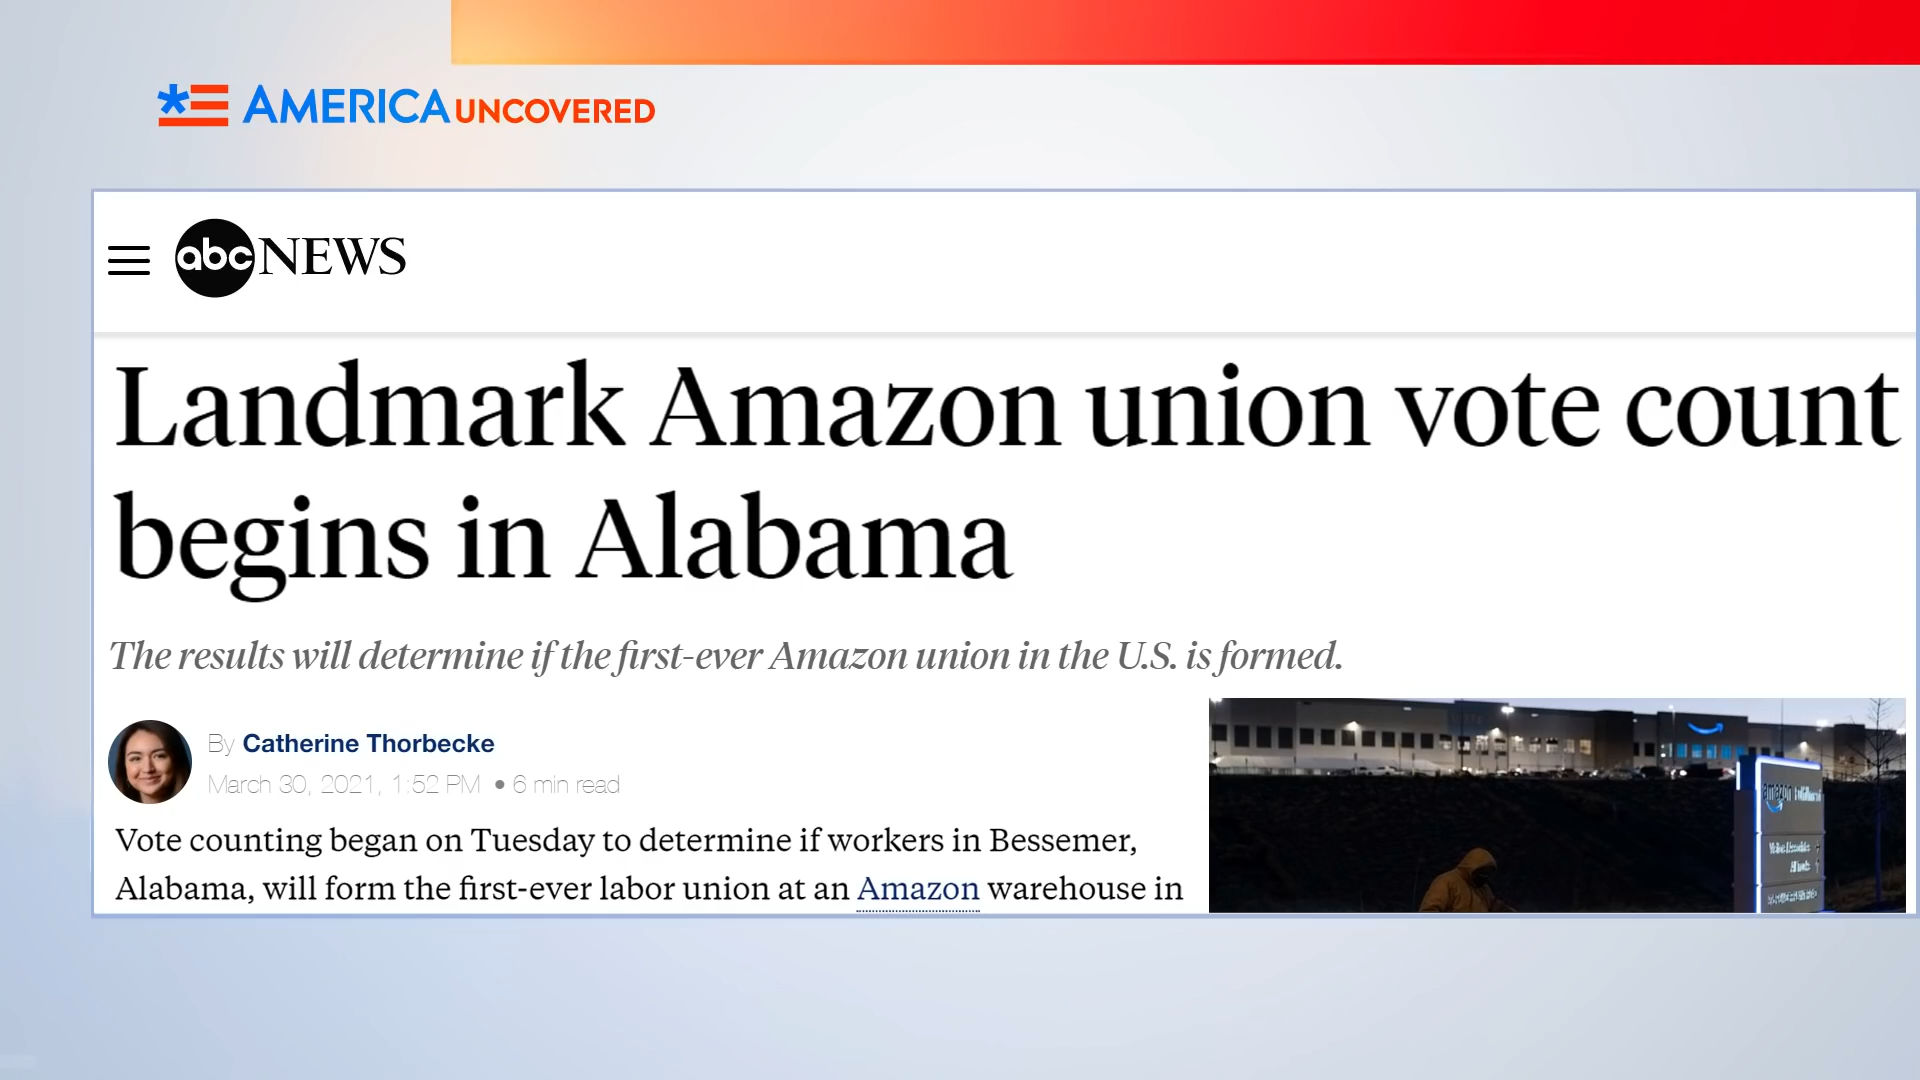 AMERICA UNCOVERED
abc NEWS
Landmark Amazon union vote count
begins in Alabama
The results will determine if the first-ever Amazon union in the U.S. is formed.
By Catherine Thorbecke
March 30, 2021, 1:52 PM • 6 min read
Vote counting began on Tuesday to determine if workers in Bessemer,
Alabama, will form the first-ever labor union at an Amazon warehouse in
amazon